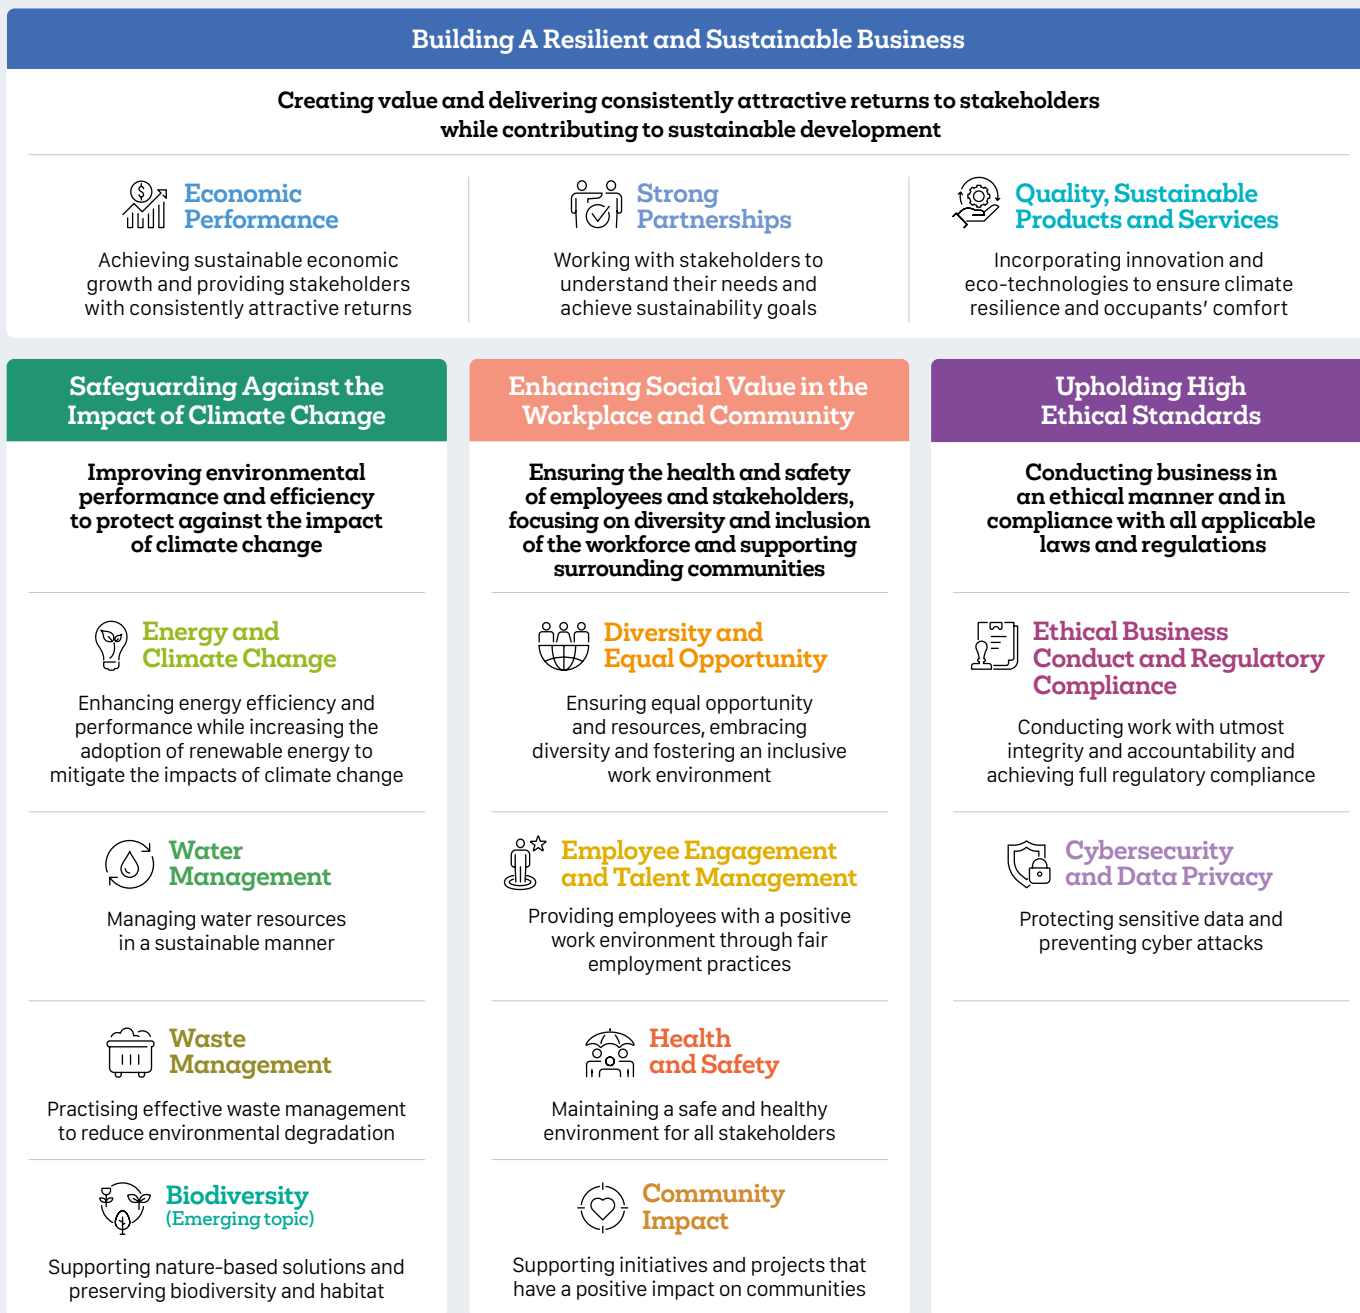 Building A Resilient and Sustainable Business
Creating value and delivering consistently attractive returns to stakeholders
while contributing to sustainable development
Economic
Performance
Achieving sustainable economic
growth and providing stakeholders
with consistently attractive returns
Strong
Partnerships
Working with stakeholders to
understand their needs and
achieve sustainability goals
Quality, Sustainable
Products and Services
Incorporating innovation and
eco-technologies to ensure climate
resilience and occupants’ comfort
Safeguarding Against the
Impact of Climate Change
Improving environmental
performance and efficiency
to protect against the impact
of climate change
Energy and
Climate Change
Enhancing energy efficiency and
performance while increasing the
adoption of renewable energy to
mitigate the impacts of climate change
Water
Management
Managing water resources
in a sustainable manner
Waste
Management
Practising effective waste management
to reduce environmental degradation
Biodiversity
(Emerging topic)
Supporting nature-based solutions and
preserving biodiversity and habitat
Enhancing Social Value in the
Workplace and Community
Ensuring the health and safety
of employees and stakeholders,
focusing on diversity and inclusion
of the workforce and supporting
surrounding communities
Diversity and
Equal Opportunity
Ensuring equal opportunity
and resources, embracing
diversity and fostering an inclusive
work environment
Employee Engagement
and Talent Management
Providing employees with a positive
work environment through fair
employment practices
Health
and Safety
Maintaining a safe and healthy
environment for all stakeholders
Community
Impact
Supporting initiatives and projects that
have a positive impact on communities
Upholding High
Ethical Standards
Conducting business in
an ethical manner and in
compliance with all applicable
laws and regulations
Ethical Business
Conduct and Regulatory
Compliance
Conducting work with utmost
integrity and accountability and
achieving full regulatory compliance
Cybersecurity
and Data Privacy
Protecting sensitive data and
preventing cyber attacks